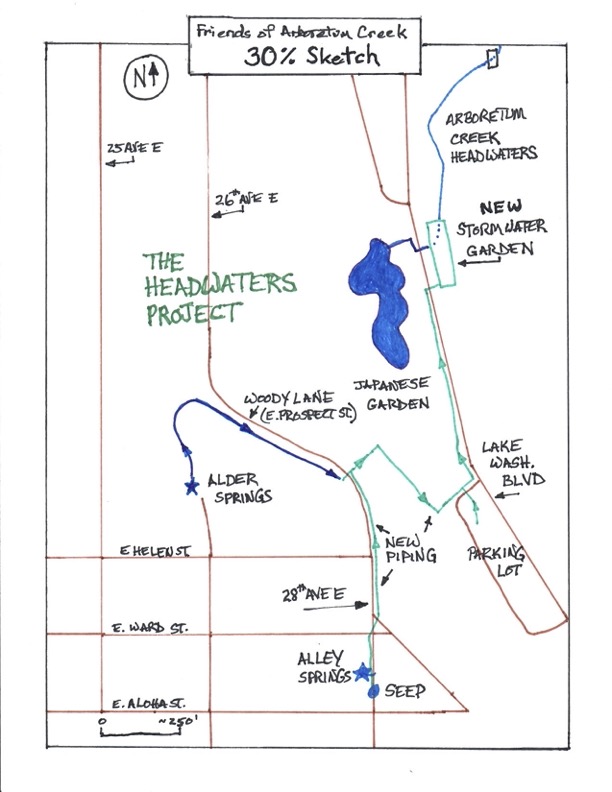 Friends of Arboretum Creek
30% Sketch
N
25 AVE E
ARBORETUM
CREEK
HEADWATERS
26th AVE E
NEW
STORMWATER
GARDEN
THE
HEADWATERS
PROJECT
JAPANESE
GARDEN
WOODY LANE
(E. PROSPECT ST.)
LAKE
WASH.
BLVD
ALDER
SPRINGS
NEW
PIPING
PARKING
LOT
E HELEN ST
28th AVE E
E. WARD ST.
ALLEY
SPRINGS
SEEP
E. ALOHA ST.
0 ~250'